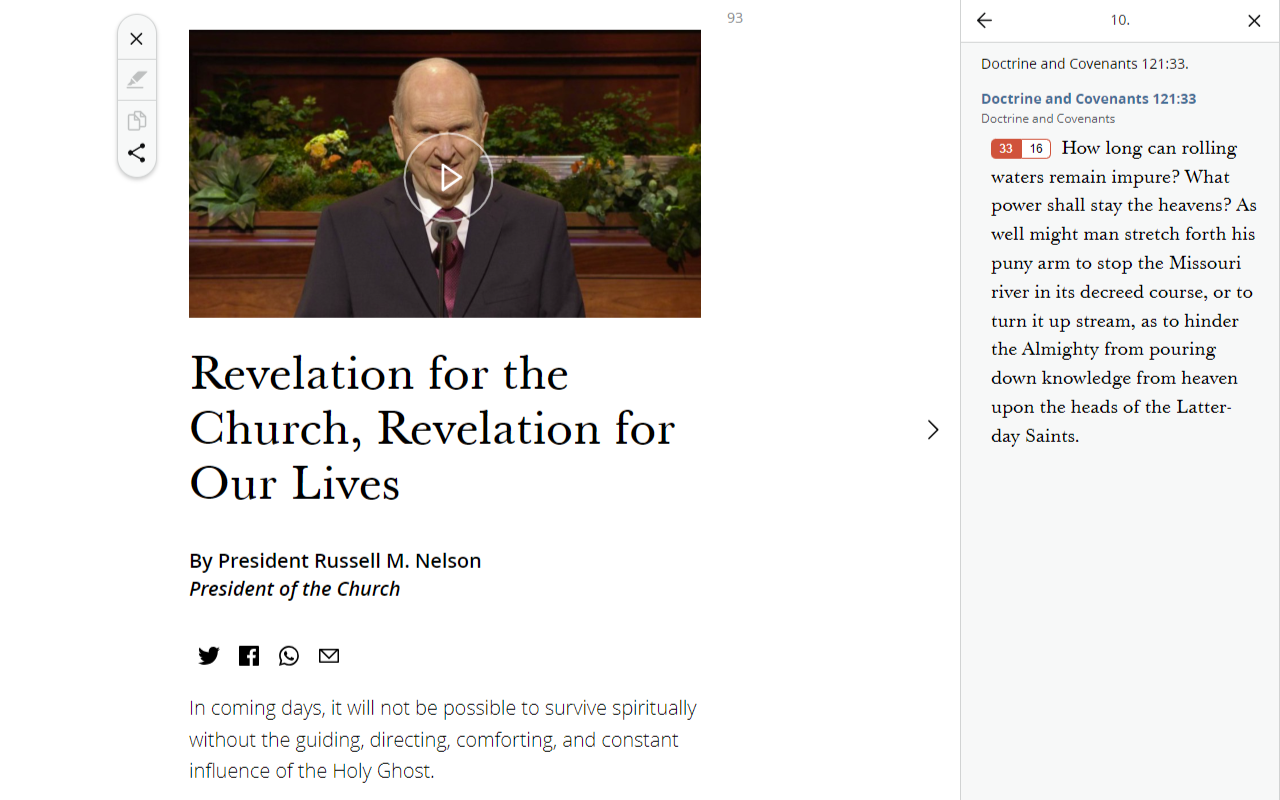 93
Revelation for the
Church, Revelation for
Our Lives
By President Russell M. Nelson
President of the Church
In coming days, it will not be possible to survive spiritually
without the guiding, directing, comforting, and constant
influence of the Holy Ghost.
10.
Doctrine and Covenants 121:33.
Doctrine and Covenants 121:33
Doctrine and Covenants
33 16 How long can rolling
waters remain impure? What
power shall stay the heavens? As
well might man stretch forth his
puny arm to stop the Missouri
river in its decreed course, or to
turn it up stream, as to hinder
the Almighty from pouring
down knowledge from heaven
upon the heads of the Latter-
day Saints.